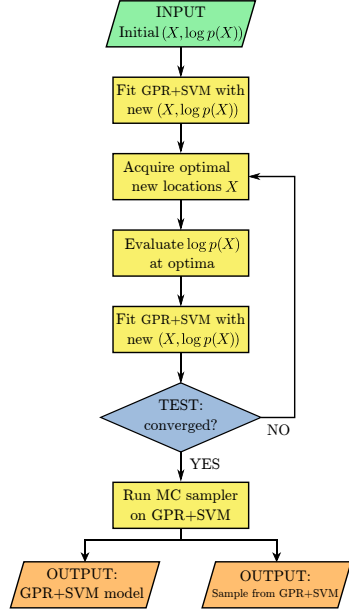 INPUT
Initial (X, log p(X))
Fit GPR+SVM with
new (X, log p(X))
Acquire optimal
new locations X
Evaluate log p(X)
at optima
Fit GPR+SVM with
new (X, log p(X))
TEST:
converged?
NO
YES
Run MC sampler
on GPR+SVM
OUTPUT:
GPR+SVM model
OUTPUT:
Sample from GPR+SVM